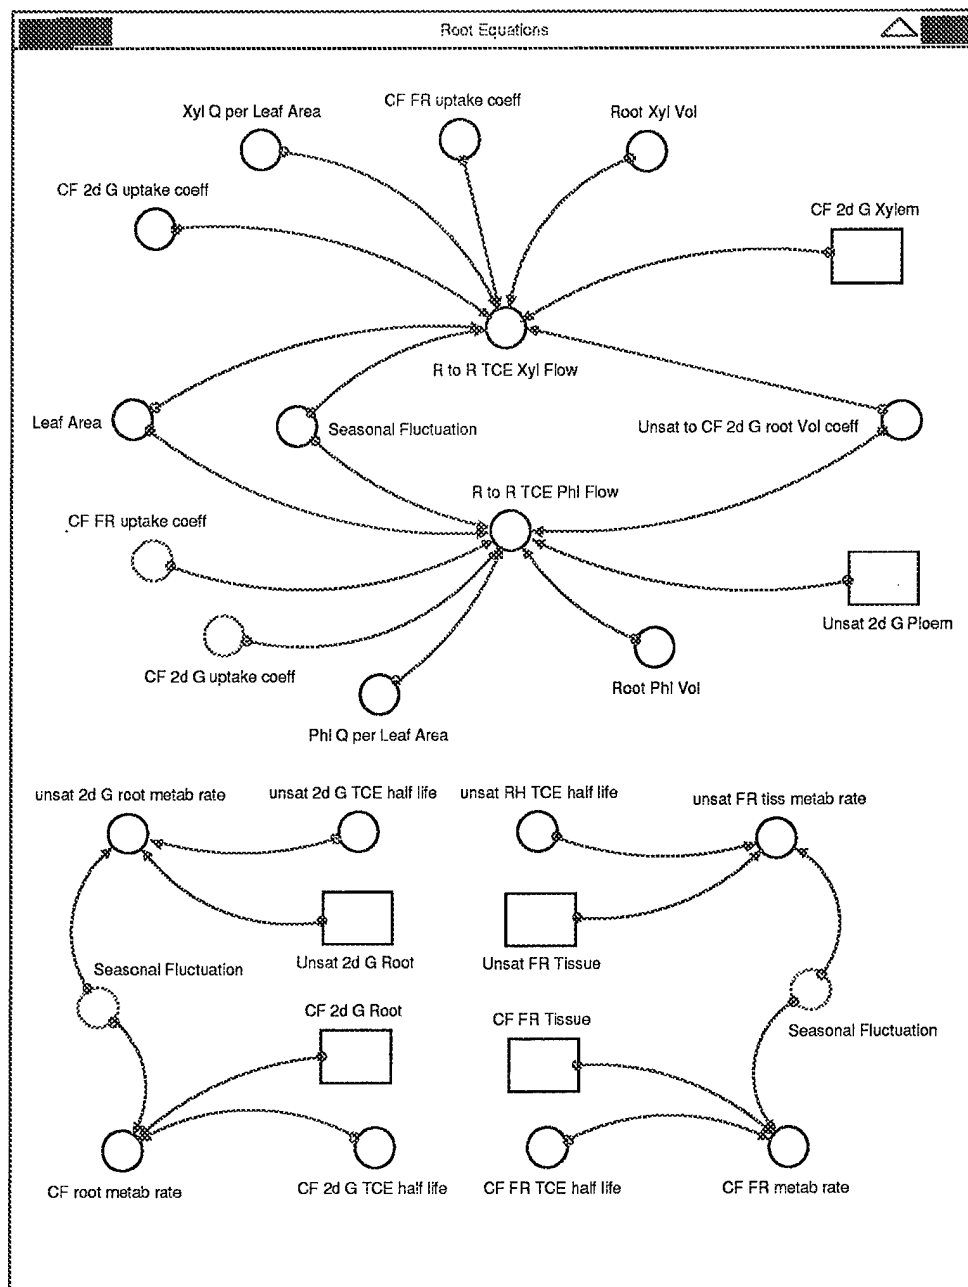 Root Equations
Xyl Q per Leaf Area
CF FR uptake coeff
Root Xyl Vol
CF 2d G uptake coeff
CF 2d G Xylem
R to R TCE Xyl Flow
Leaf Area
Seasonal Fluctuation
Unsat to CF 2d G root Vol coeff
R to R TCE Phl Flow
CF FR uptake coeff
Unsat 2d G Ploem
CF 2d G uptake coeff
Root Phl Vol
Phl Q per Leaf Area
unsat 2d G root metab rate
unsat 2d G TCE half life
unsat RH TCE half life
unsat FR tiss metab rate
Unsat 2d G Root
Unsat FR Tissue
Seasonal Fluctuation
CF 2d G Root
CF FR Tissue
Seasonal Fluctuation
CF root metab rate
CF 2d G TCE half life
CF FR TCE half life
CF FR metab rate